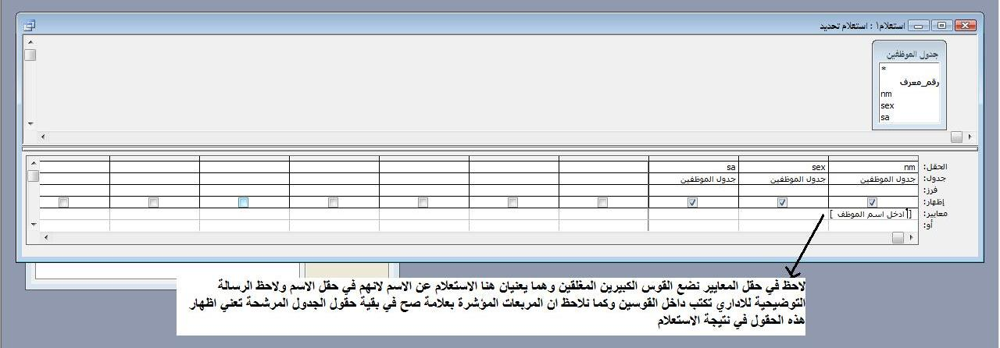 استعلام١ : استعلام تحديد
جدول الموظفين
*
رقم_معرف
nm
sex
sa
الحقل: nm sex sa
جدول: جدول الموظفين جدول الموظفين جدول الموظفين
فرز:
إظهار:
معايير: [ادخل اسم الموظف ]
أو:
لاحظ في حقل المعايير نضع القوس الكبيرين المغلقين وهما يعنيان هنا الاستعلام عن الاسم لانهم في حقل الاسم ولاحظ الرسالة
التوضيحية للاداري تكتب داخل القوسين وكما نلاحظ ان المربعات المؤشرة بعلامة صح في بقية حقول الجدول المرشحة تعني اظهار
هذه الحقول في نتيجة الاستعلام